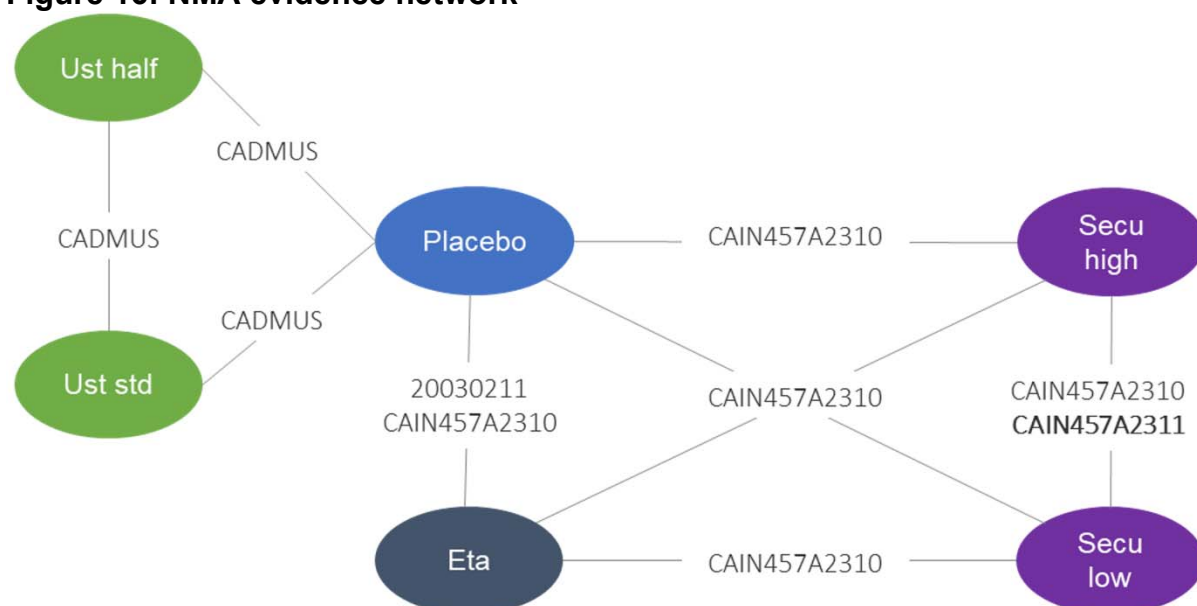 Figure NMA evidence network
Ust half
CADMUS
CADMUS
CADMUS
Ust std
Placebo
CAIN457A2310
Secu
high
20030211
CAIN457A2310
CAIN457A2310
CAIN457A2310
CAIN457A2311
Eta
CAIN457A2310
Secu
low